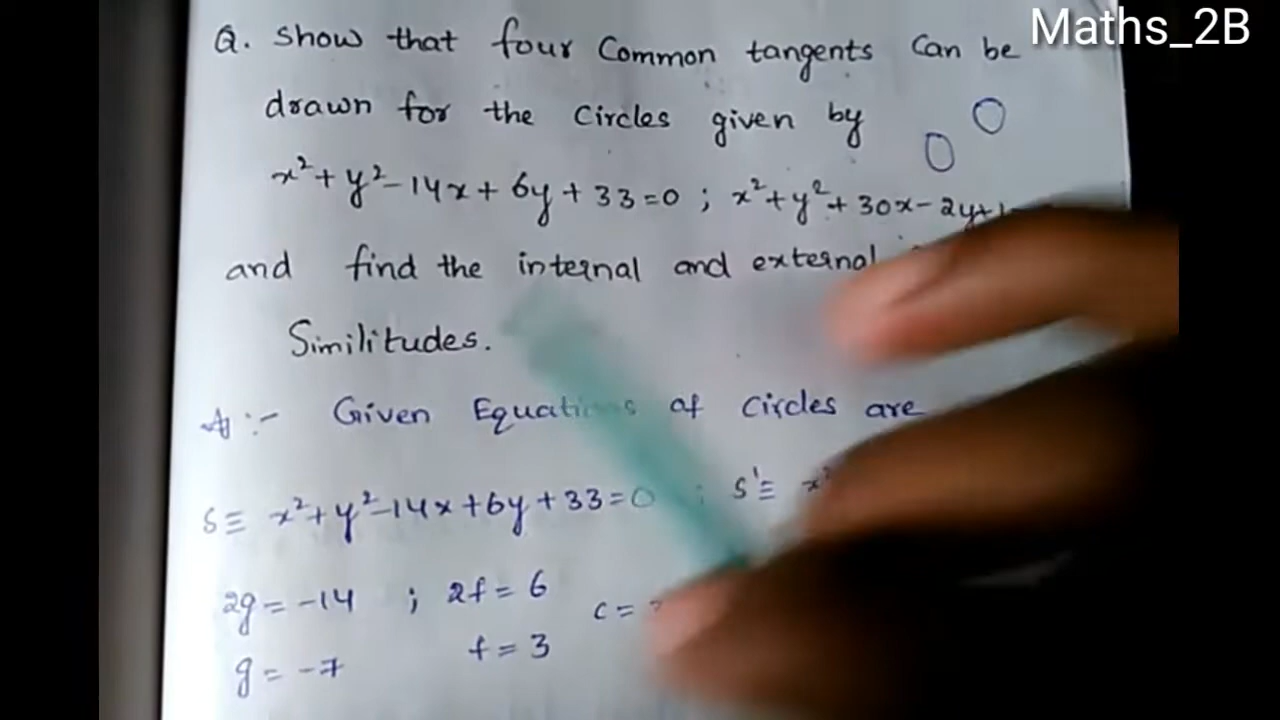 Maths_2B
Q. Show that four Common tangents Can be
drawn for the Circles given by
x²+y²-14x+6y+33=0 ; x²+y²+30x-2y+1
and find the internal and external
Similitudes.
A :- Given Equations of Circles are
S ≡ x²+y²-14x+6y+33=0 ; S' ≡ x²
2g = -14 ; 2f = 6 c =
g = -7 f = 3